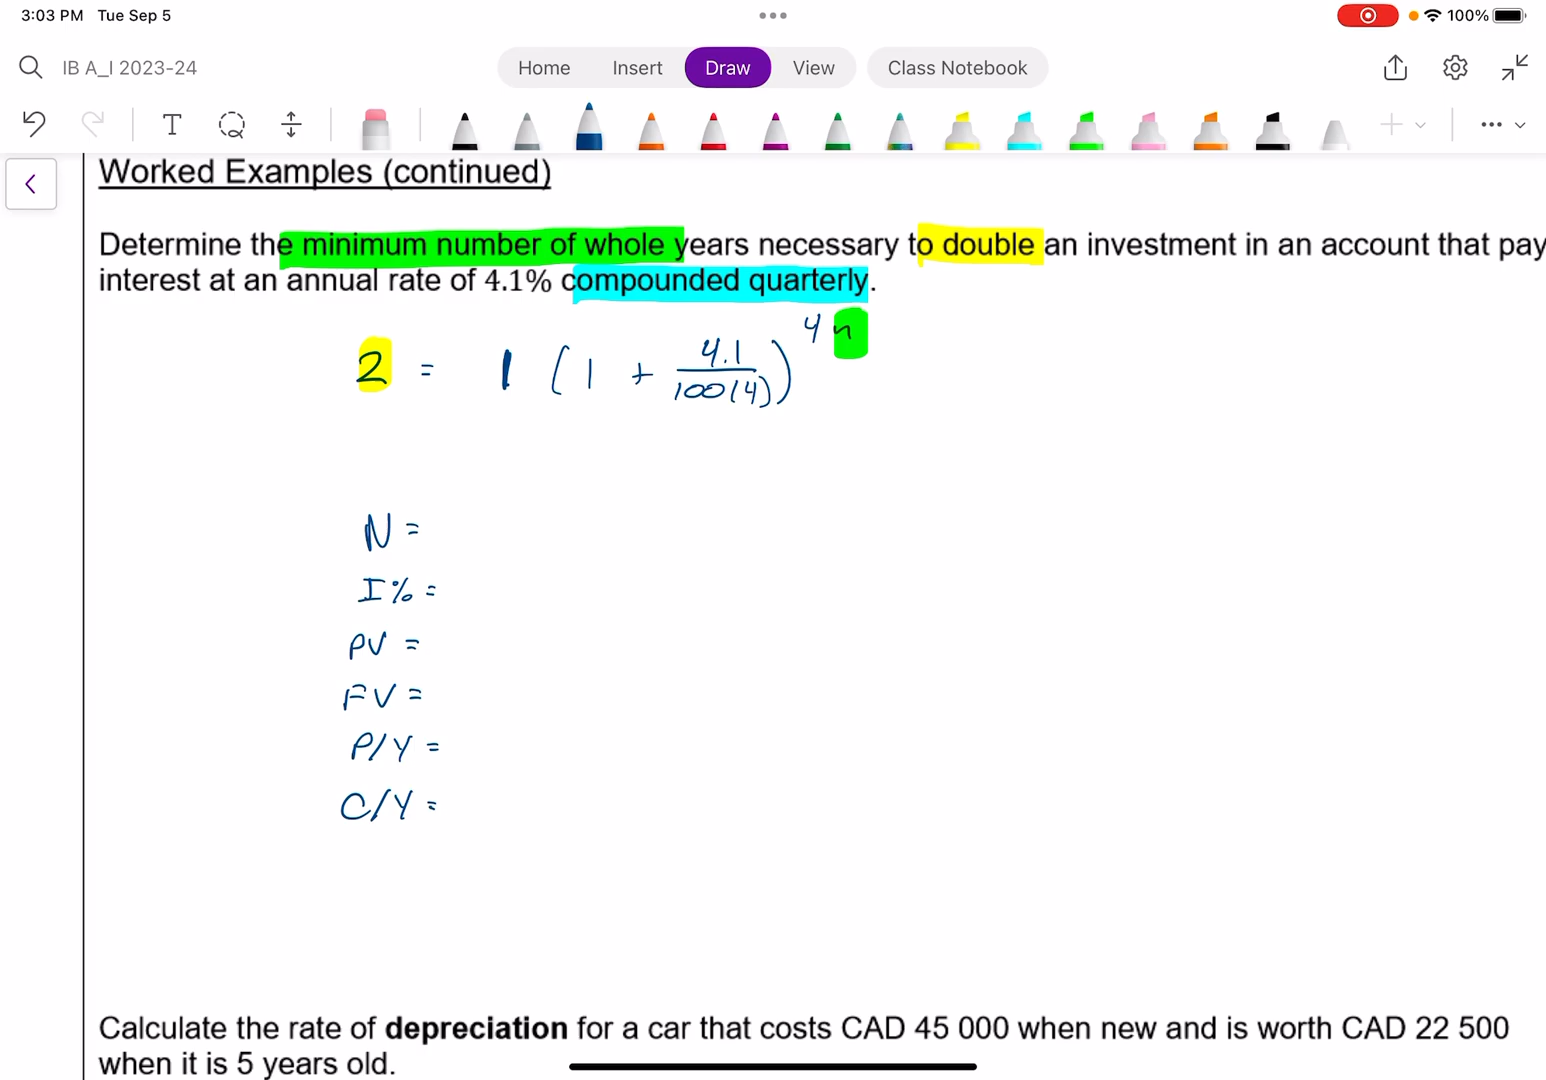 3:03 PM Tue Sep 5
100%
IB A_I 2023-24
Home Insert Draw View Class Notebook
T
Worked Examples (continued)
Determine the minimum number of whole years necessary to double an investment in an account that pay
interest at an annual rate of 4.1% compounded quarterly.
2 = 1 (1 + 4.1/100(4))^4n
N =
I% =
PV =
FV =
P/Y =
C/Y =
Calculate the rate of depreciation for a car that costs CAD 45 000 when new and is worth CAD 22 500
when it is 5 years old.